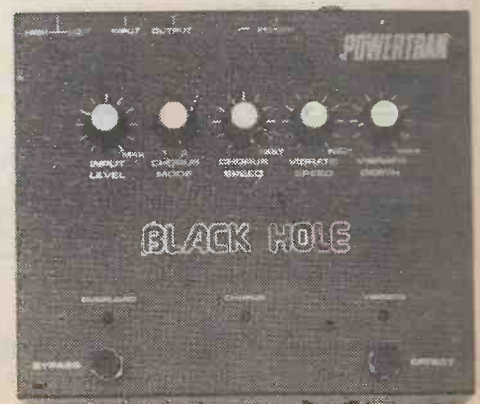 INPUT OUTPUT
POWERTRAN
MAX
INPUT LEVEL
CHORUS MODE
CHORUS SPEED
VIBRATO SPEED
VIBRATO DEPTH
BLACK HOLE
OVERLOAD CHORUS VIBRATO
BYPASS EFFECT